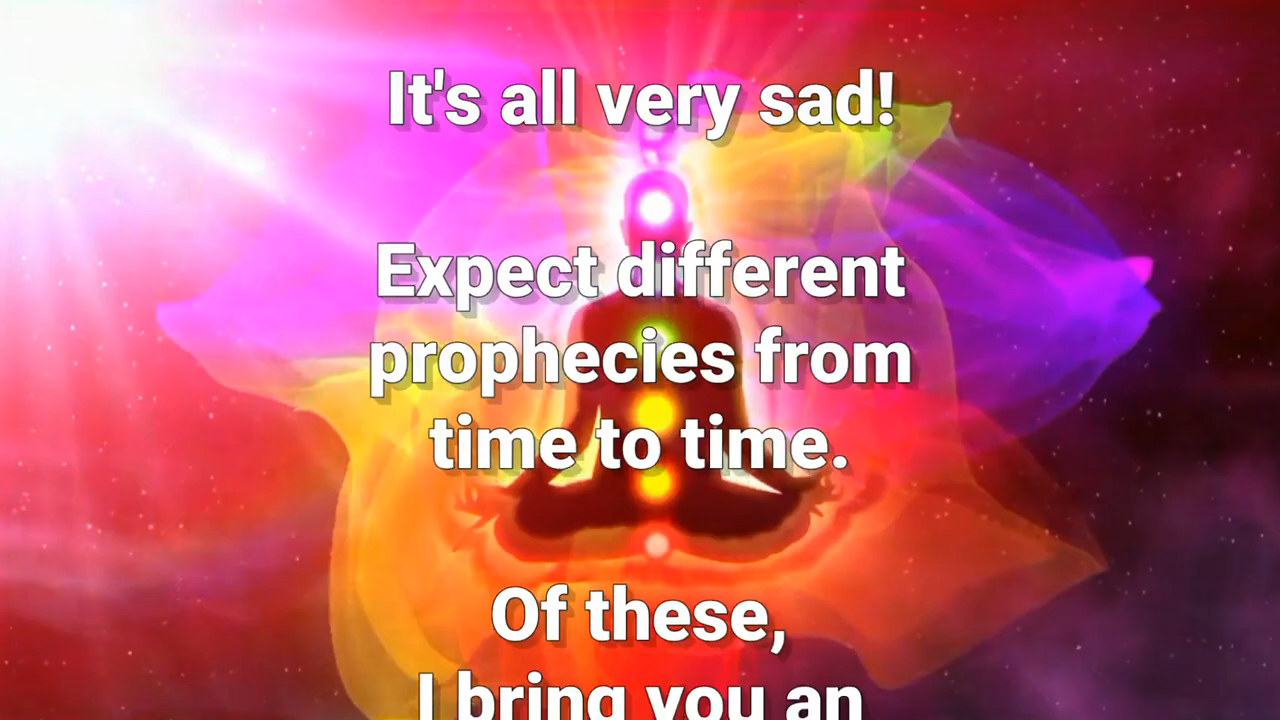 It's all very sad!
Expect different
prophecies from
time to time.
Of these,
I bring you an